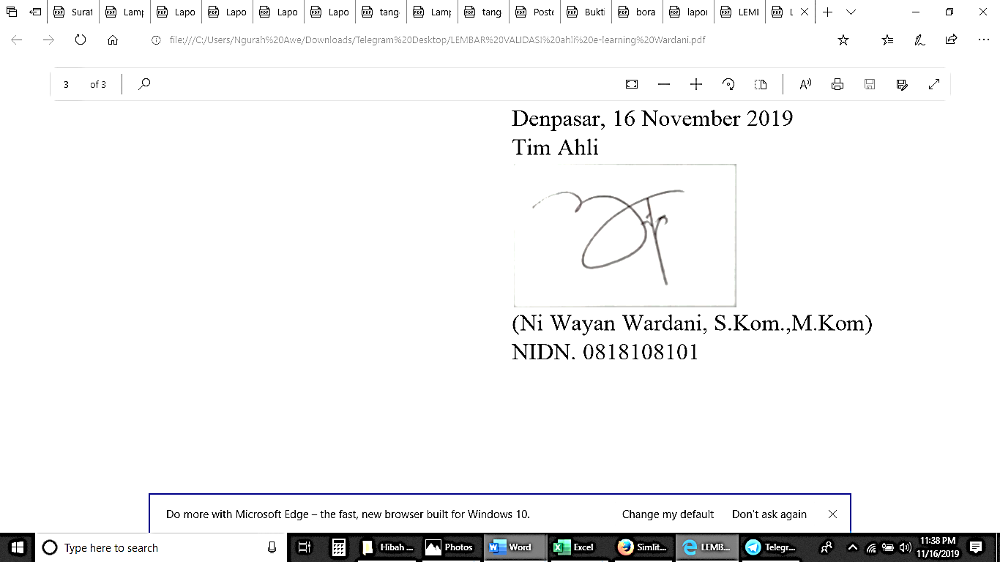 Surat
Lamp
Lapo
Lapo
Lapo
Lapo
tang
Lamp
tang
Poste
Bukti
bora
lapor
LEMI
L
file:///C:/Users/Ngurah%20Awe/Downloads/Telegram%20Desktop/LEMBAR%20VALIDASI%20ahli%20e-learning%20Wardani.pdf
3 of 3
Denpasar, 16 November 2019
Tim Ahli
(Ni Wayan Wardani, S.Kom.,M.Kom)
NIDN. 0818108101
Do more with Microsoft Edge – the fast, new browser built for Windows 10. Change my default Don't ask again
Type here to search
Hibah ...
Photos
Word
Excel
Simlit...
LEMB...
Telegr...
11:38 PM
11/16/2019